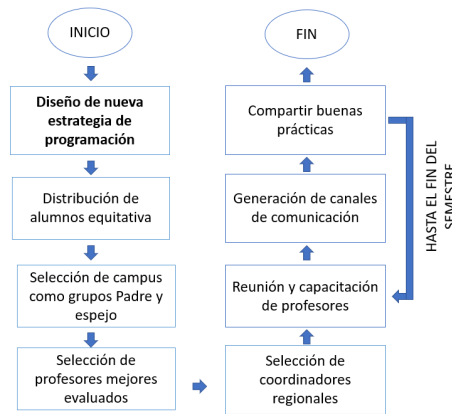 INICIO
Diseño de nueva
estrategia de
programación
Distribución de
alumnos equitativa
Selección de campus
como grupos Padre y
espejo
Selección de
profesores mejores
evaluados
Selección de
coordinadores
regionales
Reunión y capacitación
de profesores
Generación de canales
de comunicación
Compartir buenas
prácticas
FIN
HASTA EL FIN DEL
SEMESTRE